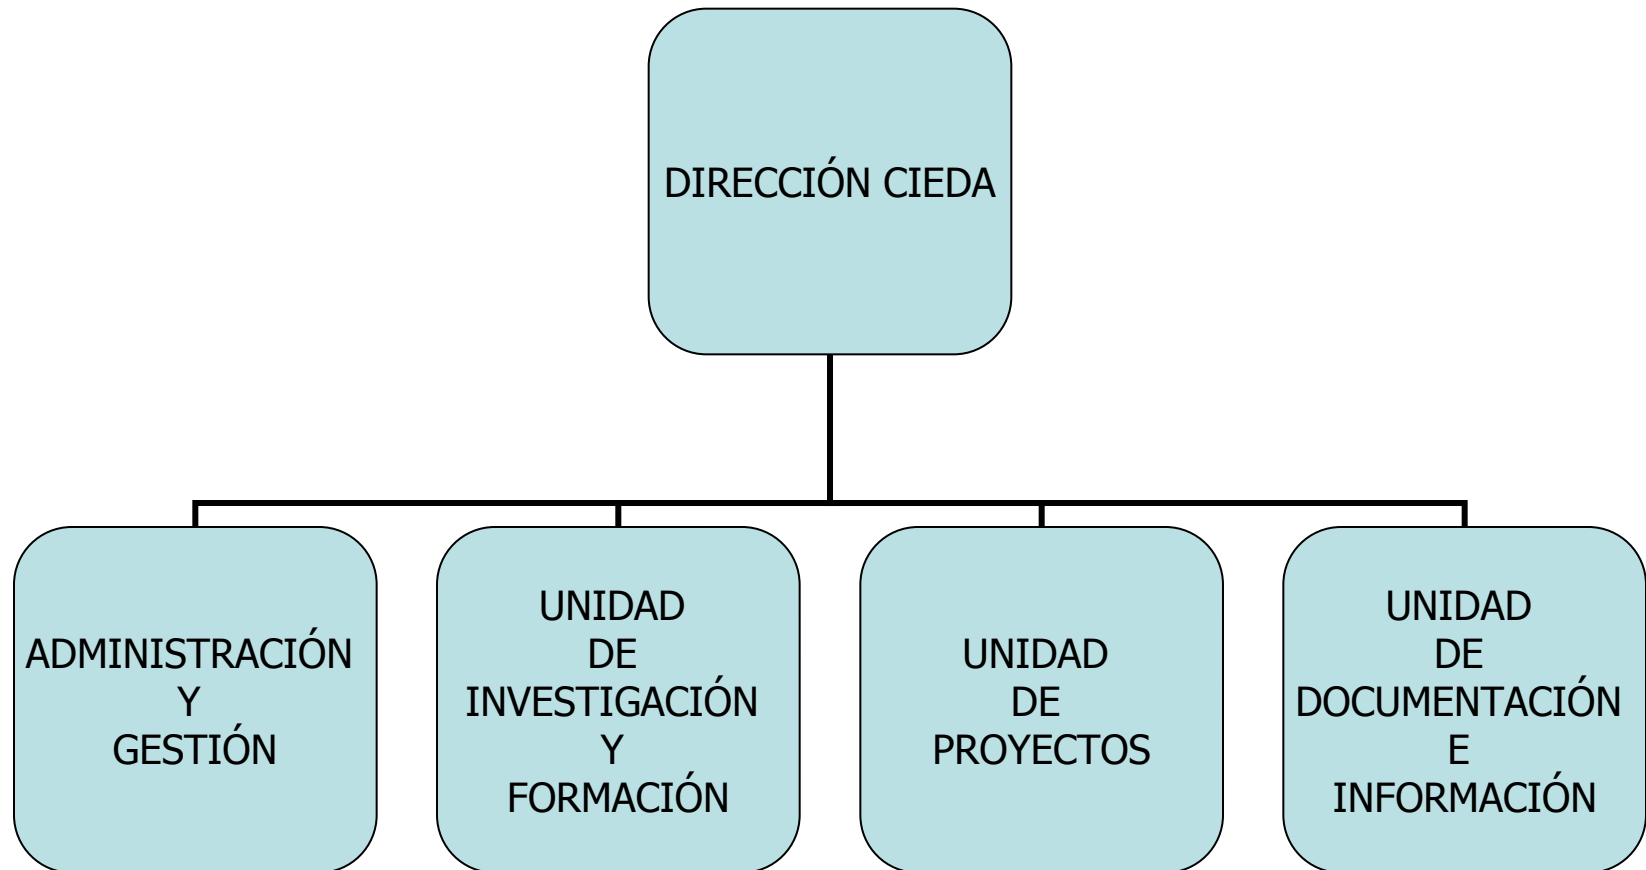 DIRECCIÓN CIEDA
ADMINISTRACIÓN
Y
GESTIÓN
UNIDAD
DE
INVESTIGACIÓN
Y
FORMACIÓN
UNIDAD
DE
PROYECTOS
UNIDAD
DE
DOCUMENTACIÓN
E
INFORMACIÓN